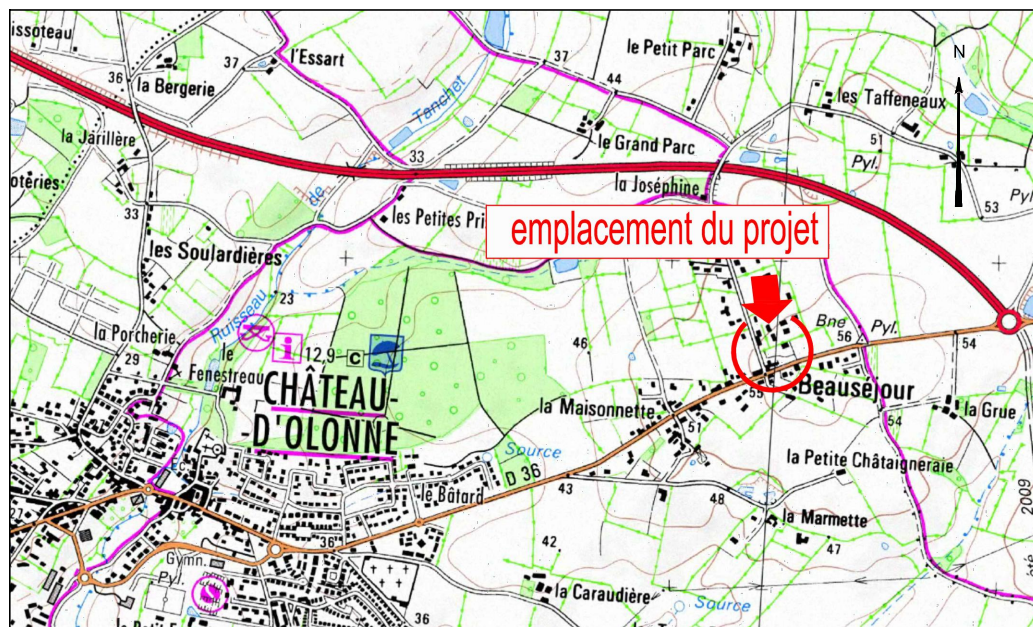 issoteau
36
la Bergerie
37
l'Essart
Tanchet
37
44
le Petit Parc
les Taffeneaux
51
Pyl.
N
Pyl
53
la Jarillère
oteries
33
33
le Grand Parc
la Joséphine
de
les Petites Pri
emplacement du projet
les Soulardières
23
Ruisseau
la Porcherie
29
le
Fenestreau
i
12,9
C
CHÂTEAU-
-D'OLONNE
46
Bne
56
Pyl.
54
55
Beauséjour
la Maisonnette
51
54
la Grue
Source
D 36
la Petite Châtaigneraie
43
48
le Bâtard
la Marmette
47
2009
36
42
Gymn.
Pyl.
la Caraudière
36
Source